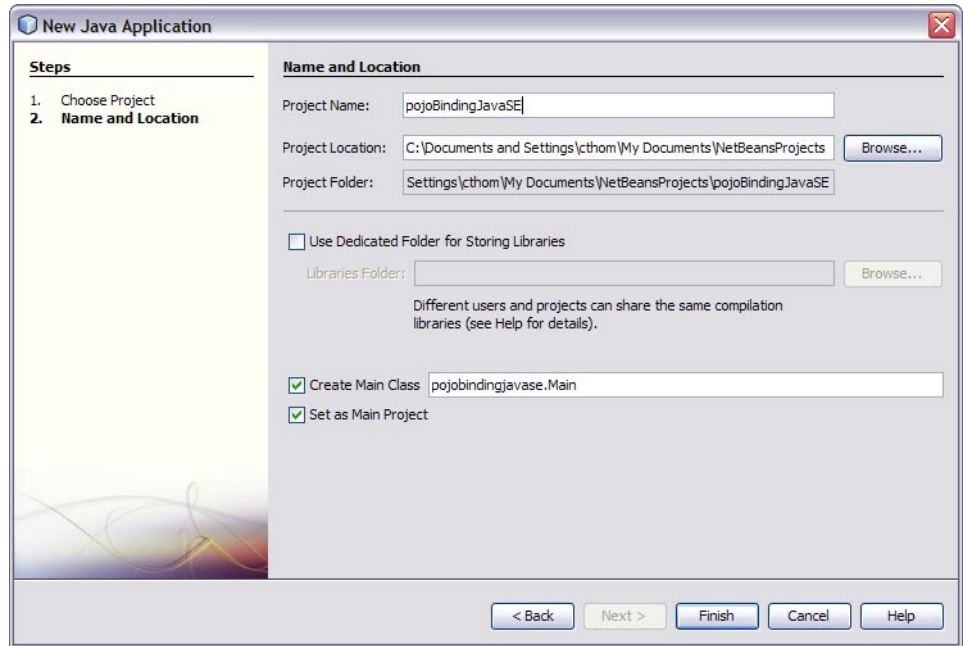 New Java Application
Steps
1. Choose Project
2. Name and Location
Name and Location
Project Name: pojoBindingJavaSE
Project Location: C:\Documents and Settings\cthom\My Documents\NetBeansProjects Browse...
Project Folder: Settings\cthom\My Documents\NetBeansProjects\pojoBindingJavaSE
Use Dedicated Folder for Storing Libraries
Libraries Folder: Browse...
Different users and projects can share the same compilation
libraries (see Help for details).
Create Main Class pojobindingjavase.Main
Set as Main Project
< Back Next > Finish Cancel Help